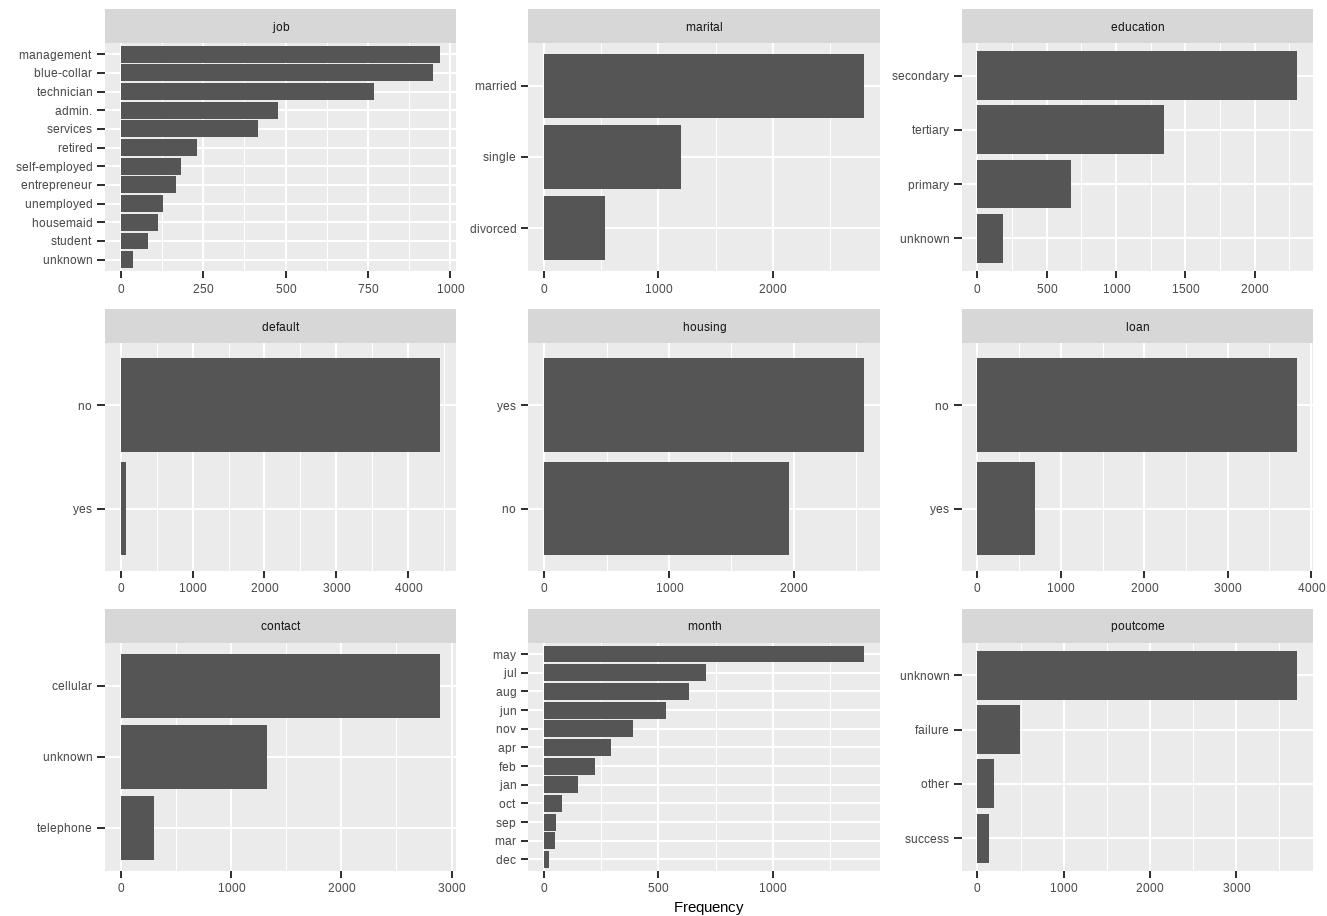 job
management
blue-collar
technician
admin.
services
retired
self-employed
entrepreneur
unemployed
housemaid
student
unknown
0 250 500 750 1000
marital
married
single
divorced
0 1000 2000
education
secondary
tertiary
primary
unknown
0 500 1000 1500 2000
default
no
yes
0 1000 2000 3000 4000
housing
yes
no
0 1000 2000
loan
no
yes
0 1000 2000 3000 4000
contact
cellular
unknown
telephone
0 1000 2000 3000
month
may
jul
aug
jun
nov
apr
feb
jan
oct
sep
mar
dec
0 500 1000
poutcome
unknown
failure
other
success
0 1000 2000 3000
Frequency